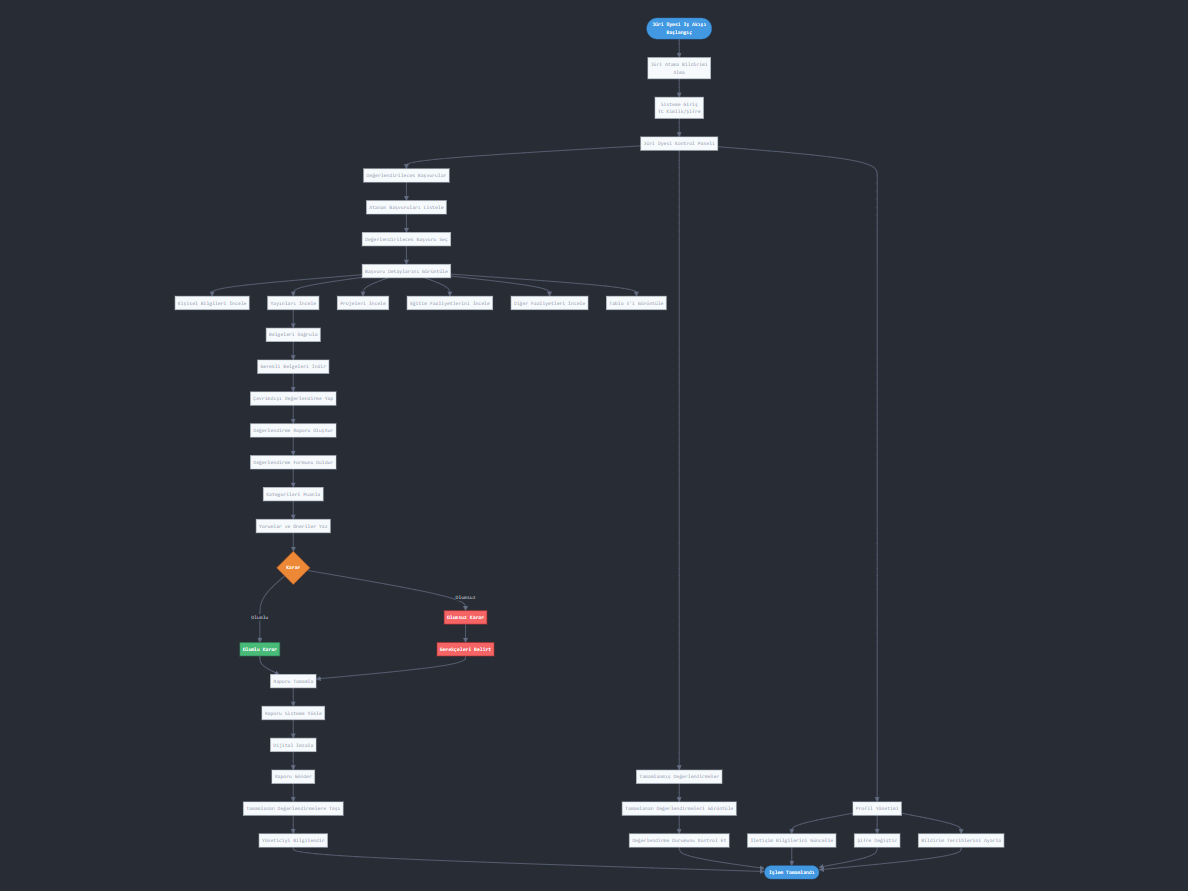 Jüri Üyesi İş Akışı
Başlangıç
Jüri Atama Bildirimi
Alma
Sisteme Giriş
TC Kimlik/Şifre
Jüri Üyesi Kontrol Paneli
Değerlendirilecek Başvurular
Atanan Başvuruları Listele
Değerlendirilecek Başvuru Seç
Başvuru Detaylarını Görüntüle
Kişisel Bilgileri İncele
Yayınları İncele
Projeleri İncele
Eğitim Faaliyetlerini İncele
Diğer Faaliyetleri İncele
Tablo 5'i Görüntüle
Belgeleri Doğrula
Gerekli Belgeleri İndir
Çevrimdışı Değerlendirme Yap
Değerlendirme Raporu Oluştur
Değerlendirme Formunu Doldur
Kategorileri Puanla
Yorumlar ve Öneriler Yaz
Karar
Olumsuz
Olumlu
Olumsuz Karar
Olumlu Karar
Gerekçeleri Belirt
Raporu Tamamla
Raporu Sisteme Yükle
Dijital İmzala
Raporu Gönder
Tamamlanmış Değerlendirmeler
Tamamlanan Değerlendirmelere Taşı
Tamamlanan Değerlendirmeleri Görüntüle
Profil Yönetimi
Yöneticiyi Bilgilendir
Değerlendirme Durumunu Kontrol Et
İletişim Bilgilerini Güncelle
Şifre Değiştir
Bildirim Tercihlerini Ayarla
İşlem Tamamlandı